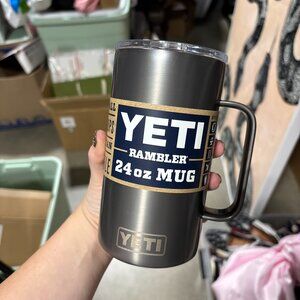 YETI
RAMBLER
24 oz MUG
YETI